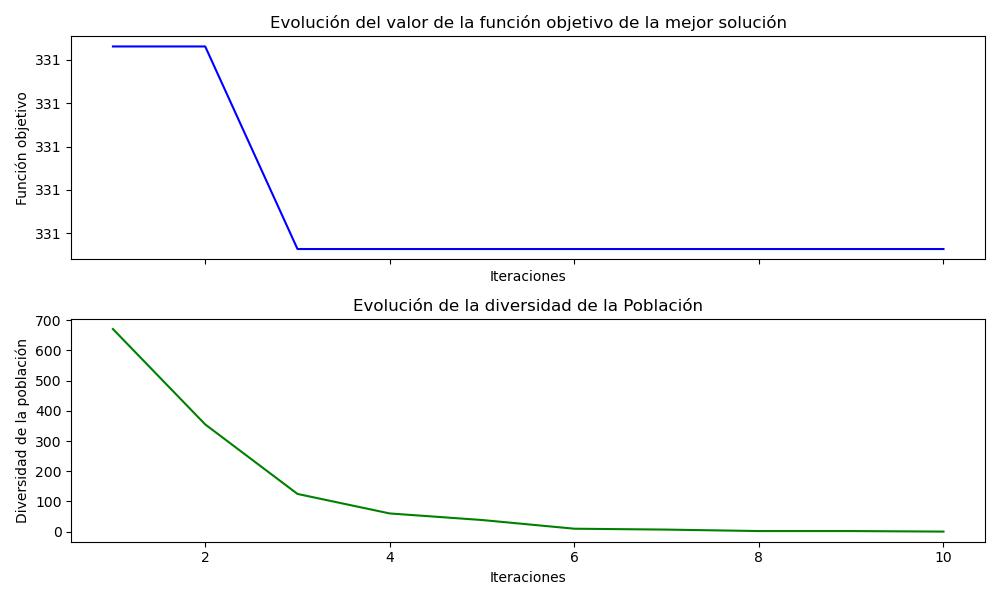 Evolución del valor de la función objetivo de la mejor solución
331
331
331
331
331
Función objetivo
Iteraciones
Evolución de la diversidad de la Población
700
600
500
400
300
200
100
0
Diversidad de la población
2 4 6 8 10
Iteraciones